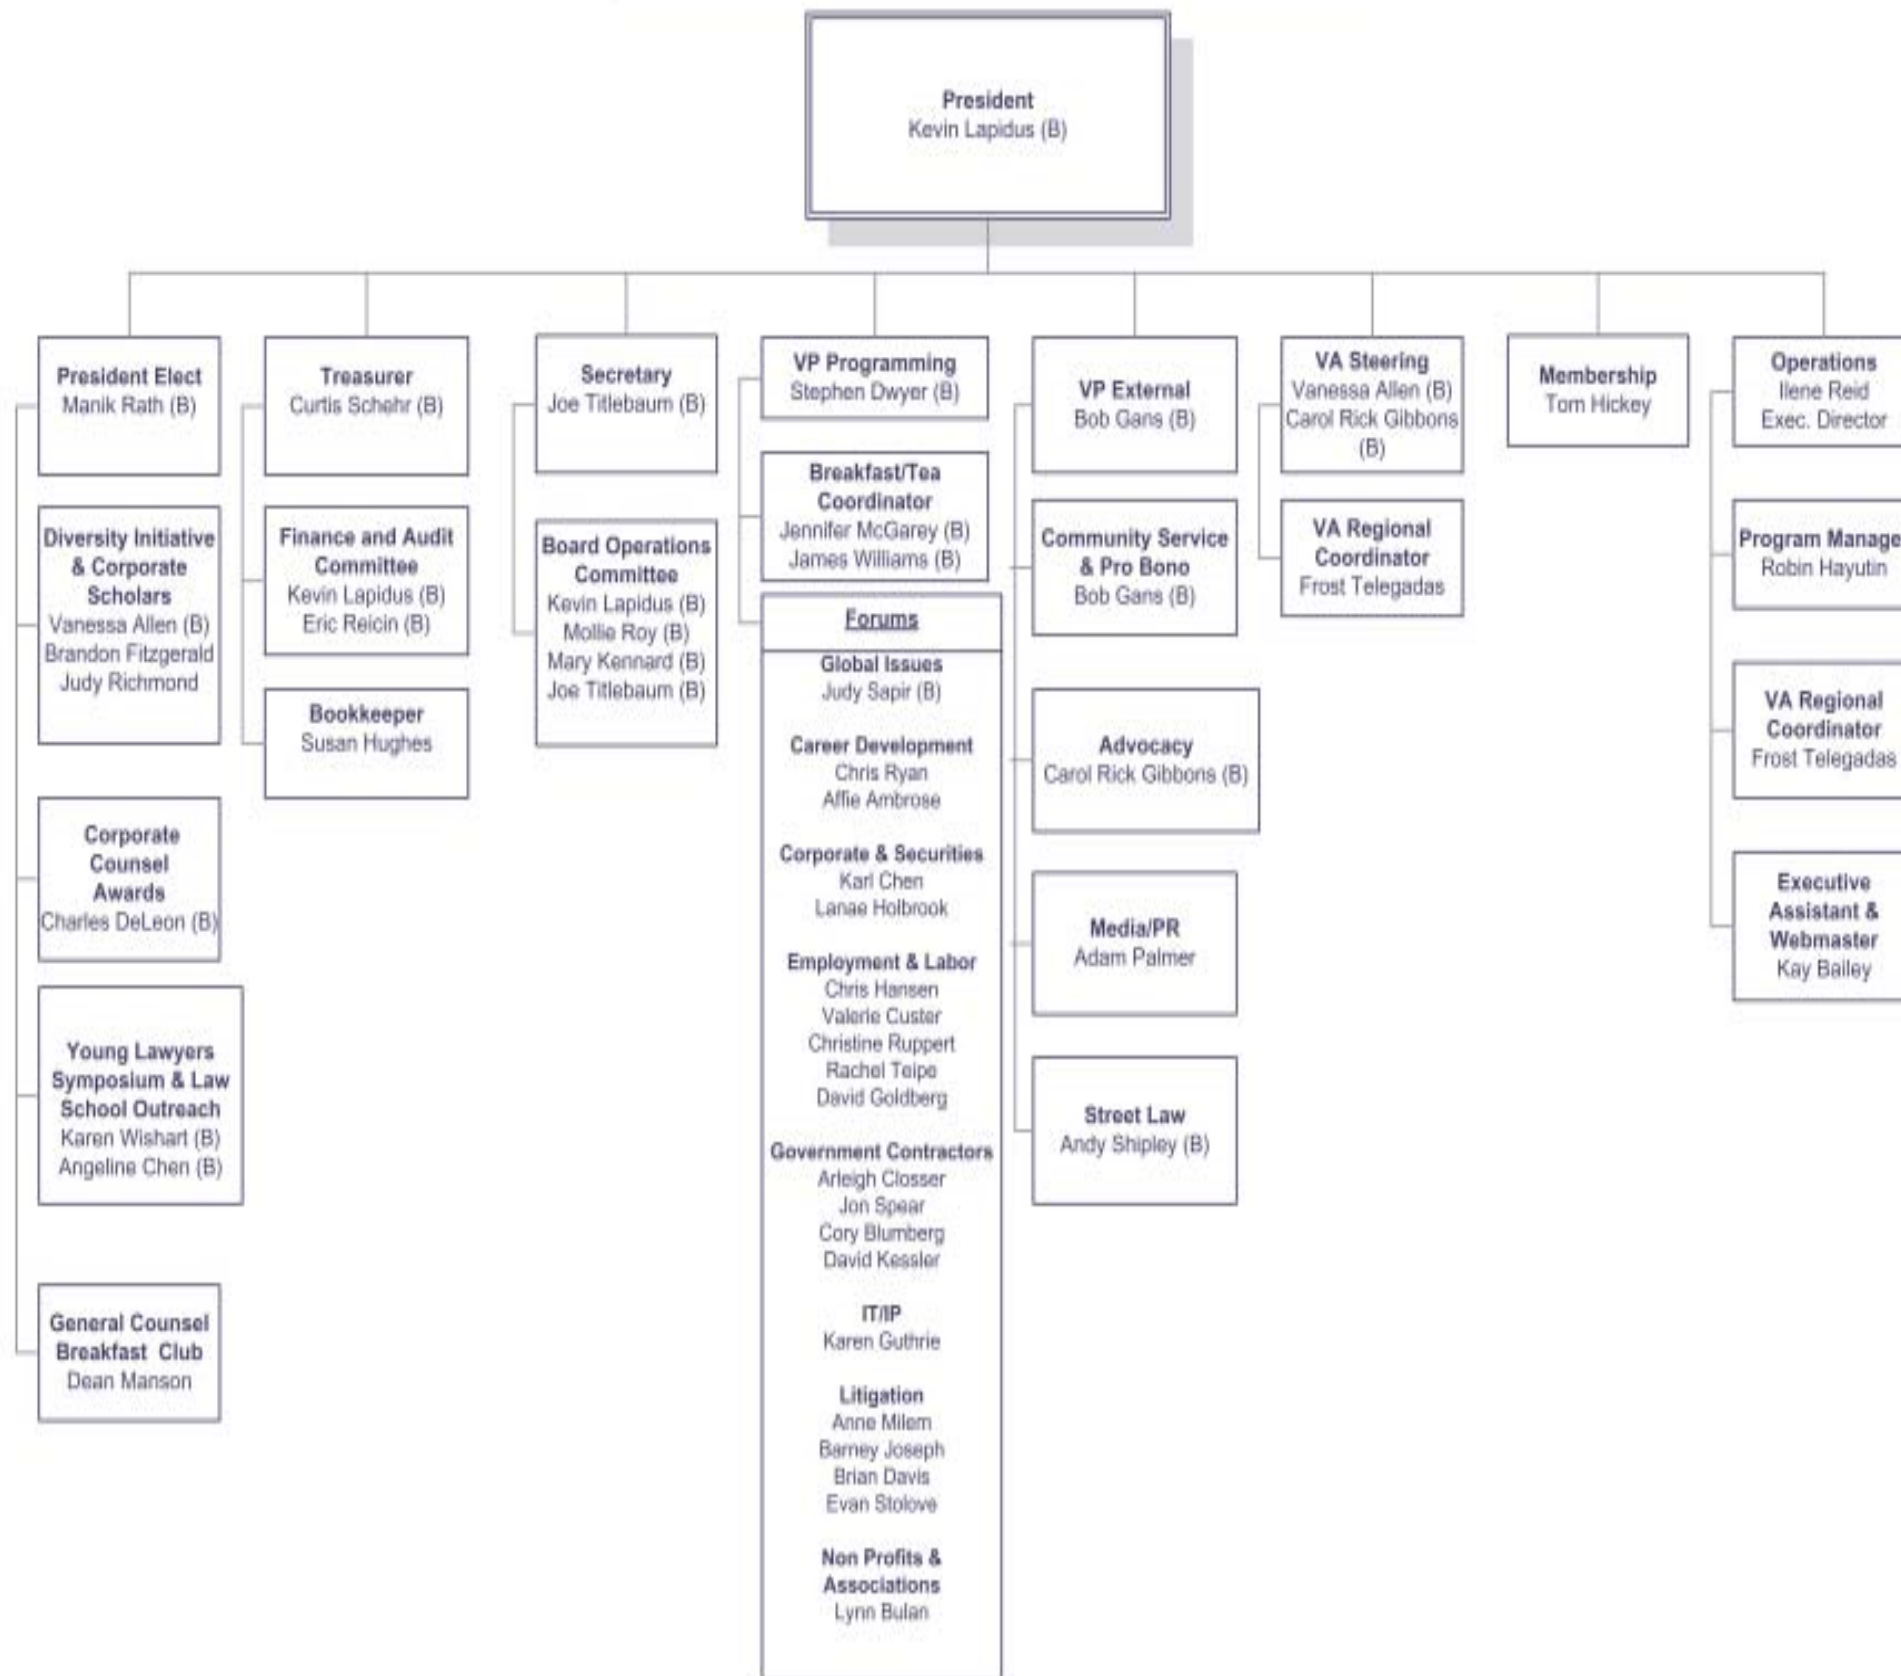 President
Kevin Lapidus (B)
President Elect
Manik Rath (B)
Diversity Initiative
& Corporate
Scholars
Vanessa Allen (B)
Brandon Fitzgerald
Judy Richmond
Corporate
Counsel
Awards
Charles DeLeon (B)
Young Lawyers
Symposium & Law
School Outreach
Karen Wishart (B)
Angeline Chen (B)
General Counsel
Breakfast Club
Dean Manson
Treasurer
Curtis Schehr (B)
Finance and Audit
Committee
Kevin Lapidus (B)
Eric Reicin (B)
Bookkeeper
Susan Hughes
Secretary
Joe Titlebaum (B)
Board Operations
Committee
Kevin Lapidus (B)
Mollie Roy (B)
Mary Kennard (B)
Joe Titlebaum (B)
VP Programming
Stephen Dwyer (B)
Breakfast/Tea
Coordinator
Jennifer McGarey (B)
James Williams (B)
Forums
Global Issues
Judy Sapir (B)
Career Development
Chris Ryan
Affie Ambrose
Corporate & Securities
Karl Chen
Lanae Holbrook
Employment & Labor
Chris Hansen
Valerie Custer
Christine Ruppert
Rachel Teipe
David Goldberg
Government Contractors
Arleigh Closser
Jon Spear
Cory Blumberg
David Kessler
IT/IP
Karen Guthrie
Litigation
Anne Milem
Barney Joseph
Brian Davis
Evan Stolove
Non Profits &
Associations
Lynn Bulan
VP External
Bob Gans (B)
Community Service
& Pro Bono
Bob Gans (B)
Advocacy
Carol Rick Gibbons (B)
Media/PR
Adam Palmer
Street Law
Andy Shipley (B)
VA Steering
Vanessa Allen (B)
Carol Rick Gibbons
(B)
VA Regional
Coordinator
Frost Telegadas
Membership
Tom Hickey
Operations
Ilene Reid
Exec. Director
Program Manage
Robin Hayutin
VA Regional
Coordinator
Frost Telegadas
Executive
Assistant &
Webmaster
Kay Bailey